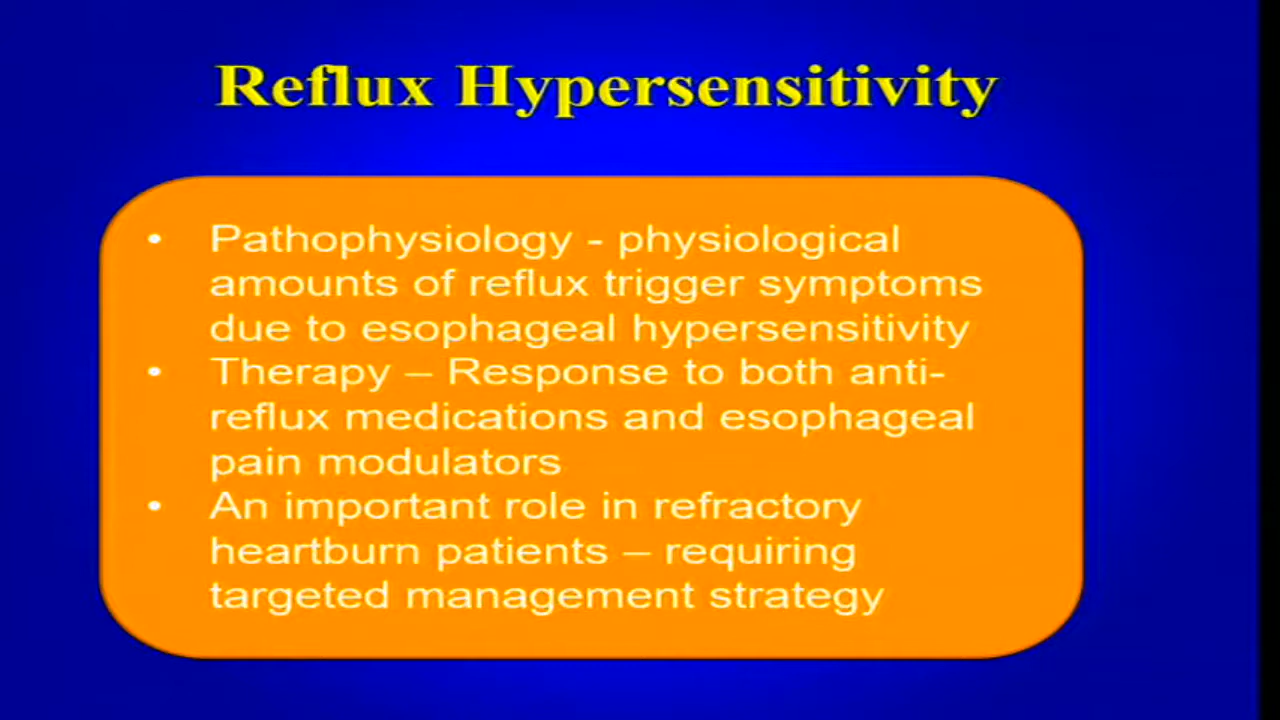 Reflux Hypersensitivity
• Pathophysiology - physiological
amounts of reflux trigger symptoms
due to esophageal hypersensitivity
• Therapy – Response to both anti-
reflux medications and esophageal
pain modulators
• An important role in refractory
heartburn patients – requiring
targeted management strategy